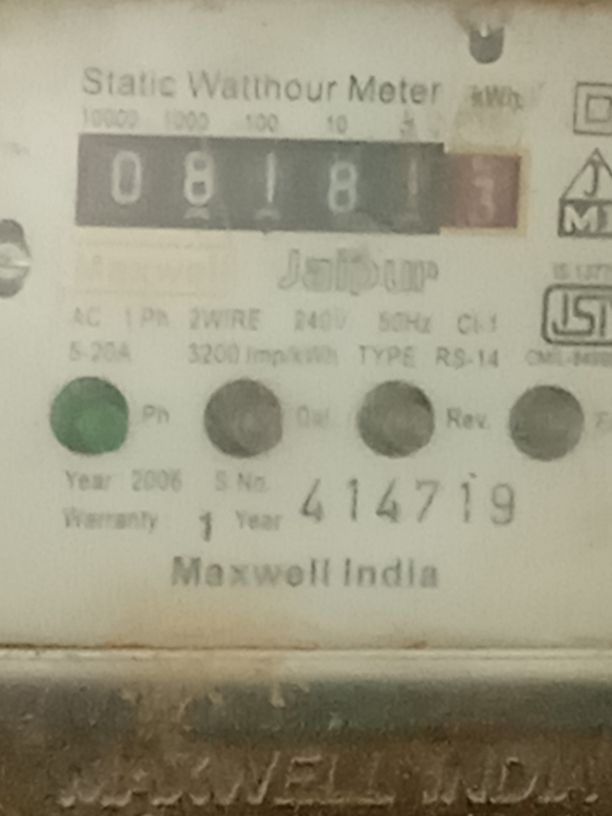 Static Watthour Meter kWh
10000 1000 100 10
0 8 1 8 1 3
Maxwell Jaipur
AC 1 Ph 2WIRE 240V 50Hz Cl-1
5-20A 3200 Imp/kWh TYPE RS-14
Ph Rev.
Year 2006 S No. 414719
Warranty 1 Year
Maxwell India
MAXWELL INDIA